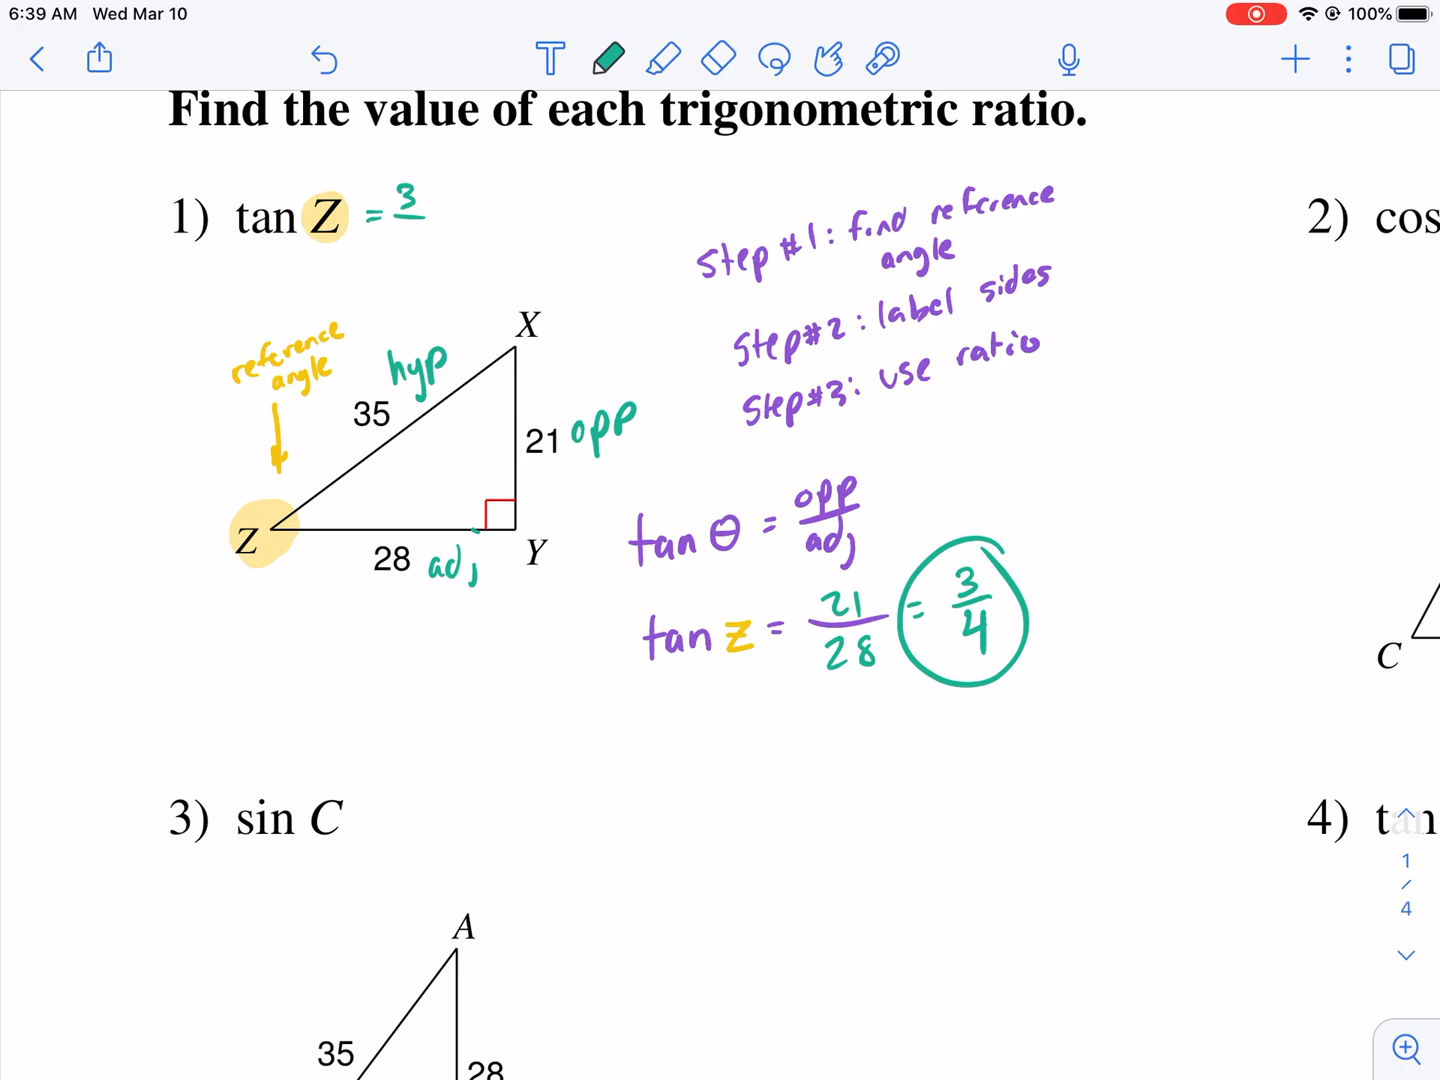 6:39 AM Wed Mar 10
100%
Find the value of each trigonometric ratio.
1) tan Z = 3
Step #1: find reference
angle
Step #2: label sides
Step #3: use ratio
2) cos
reference
angle
X
hyp
35
21 opp
Z
28 adj
Y
tan θ = opp
adj
tan Z = 21
28
= 3
4
C
3) sin C
4) tan
1
/
4
A
35
28